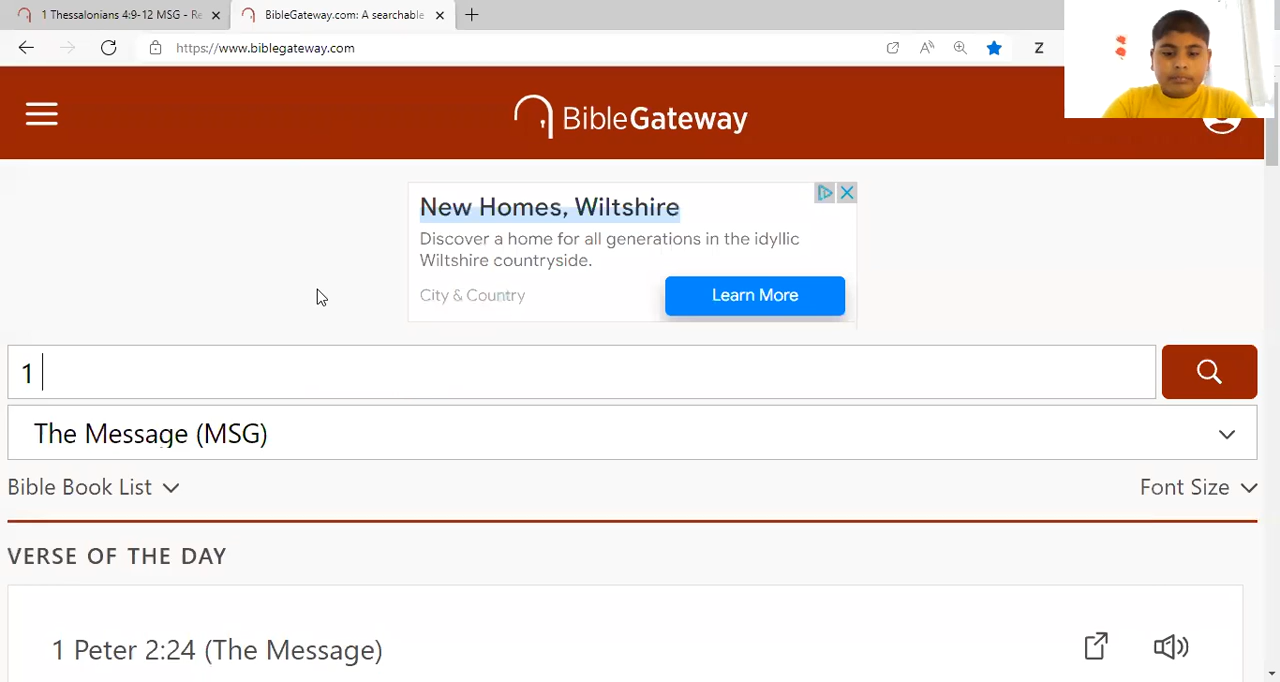 1 Thessalonians 4:9-12 MSG - Re
BibleGateway.com: A searchable
https://www.biblegateway.com
Z
BibleGateway
New Homes, Wiltshire
Discover a home for all generations in the idyllic
Wiltshire countryside.
City & Country
Learn More
1
The Message (MSG)
Bible Book List
Font Size
VERSE OF THE DAY
1 Peter 2:24 (The Message)